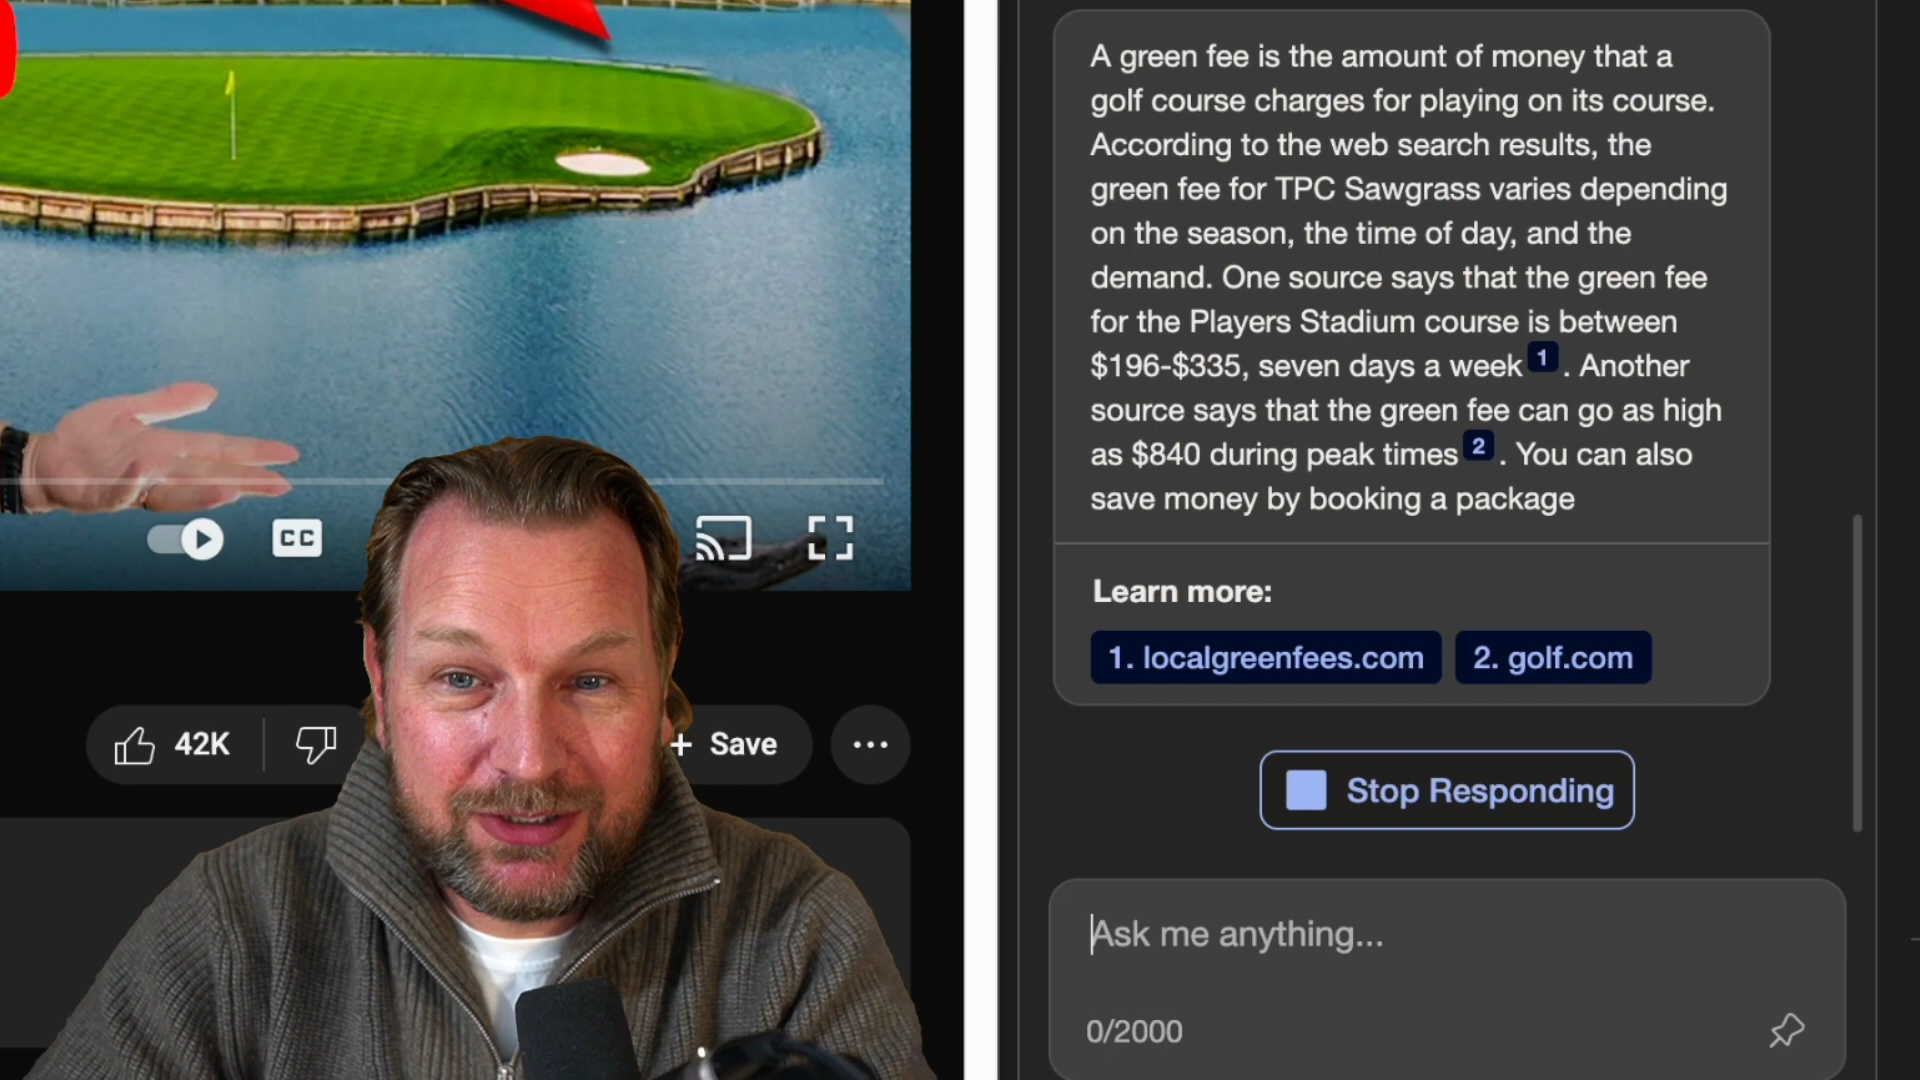 A green fee is the amount of money that a
golf course charges for playing on its course.
According to the web search results, the
green fee for TPC Sawgrass varies depending
on the season, the time of day, and the
demand. One source says that the green fee
for the Players Stadium course is between
$196-$335, seven days a week 1 . Another
source says that the green fee can go as high
as $840 during peak times 2 . You can also
save money by booking a package
Learn more:
1. localgreenfees.com 2. golf.com
Stop Responding
Ask me anything...
0/2000
CC
42K
+ Save